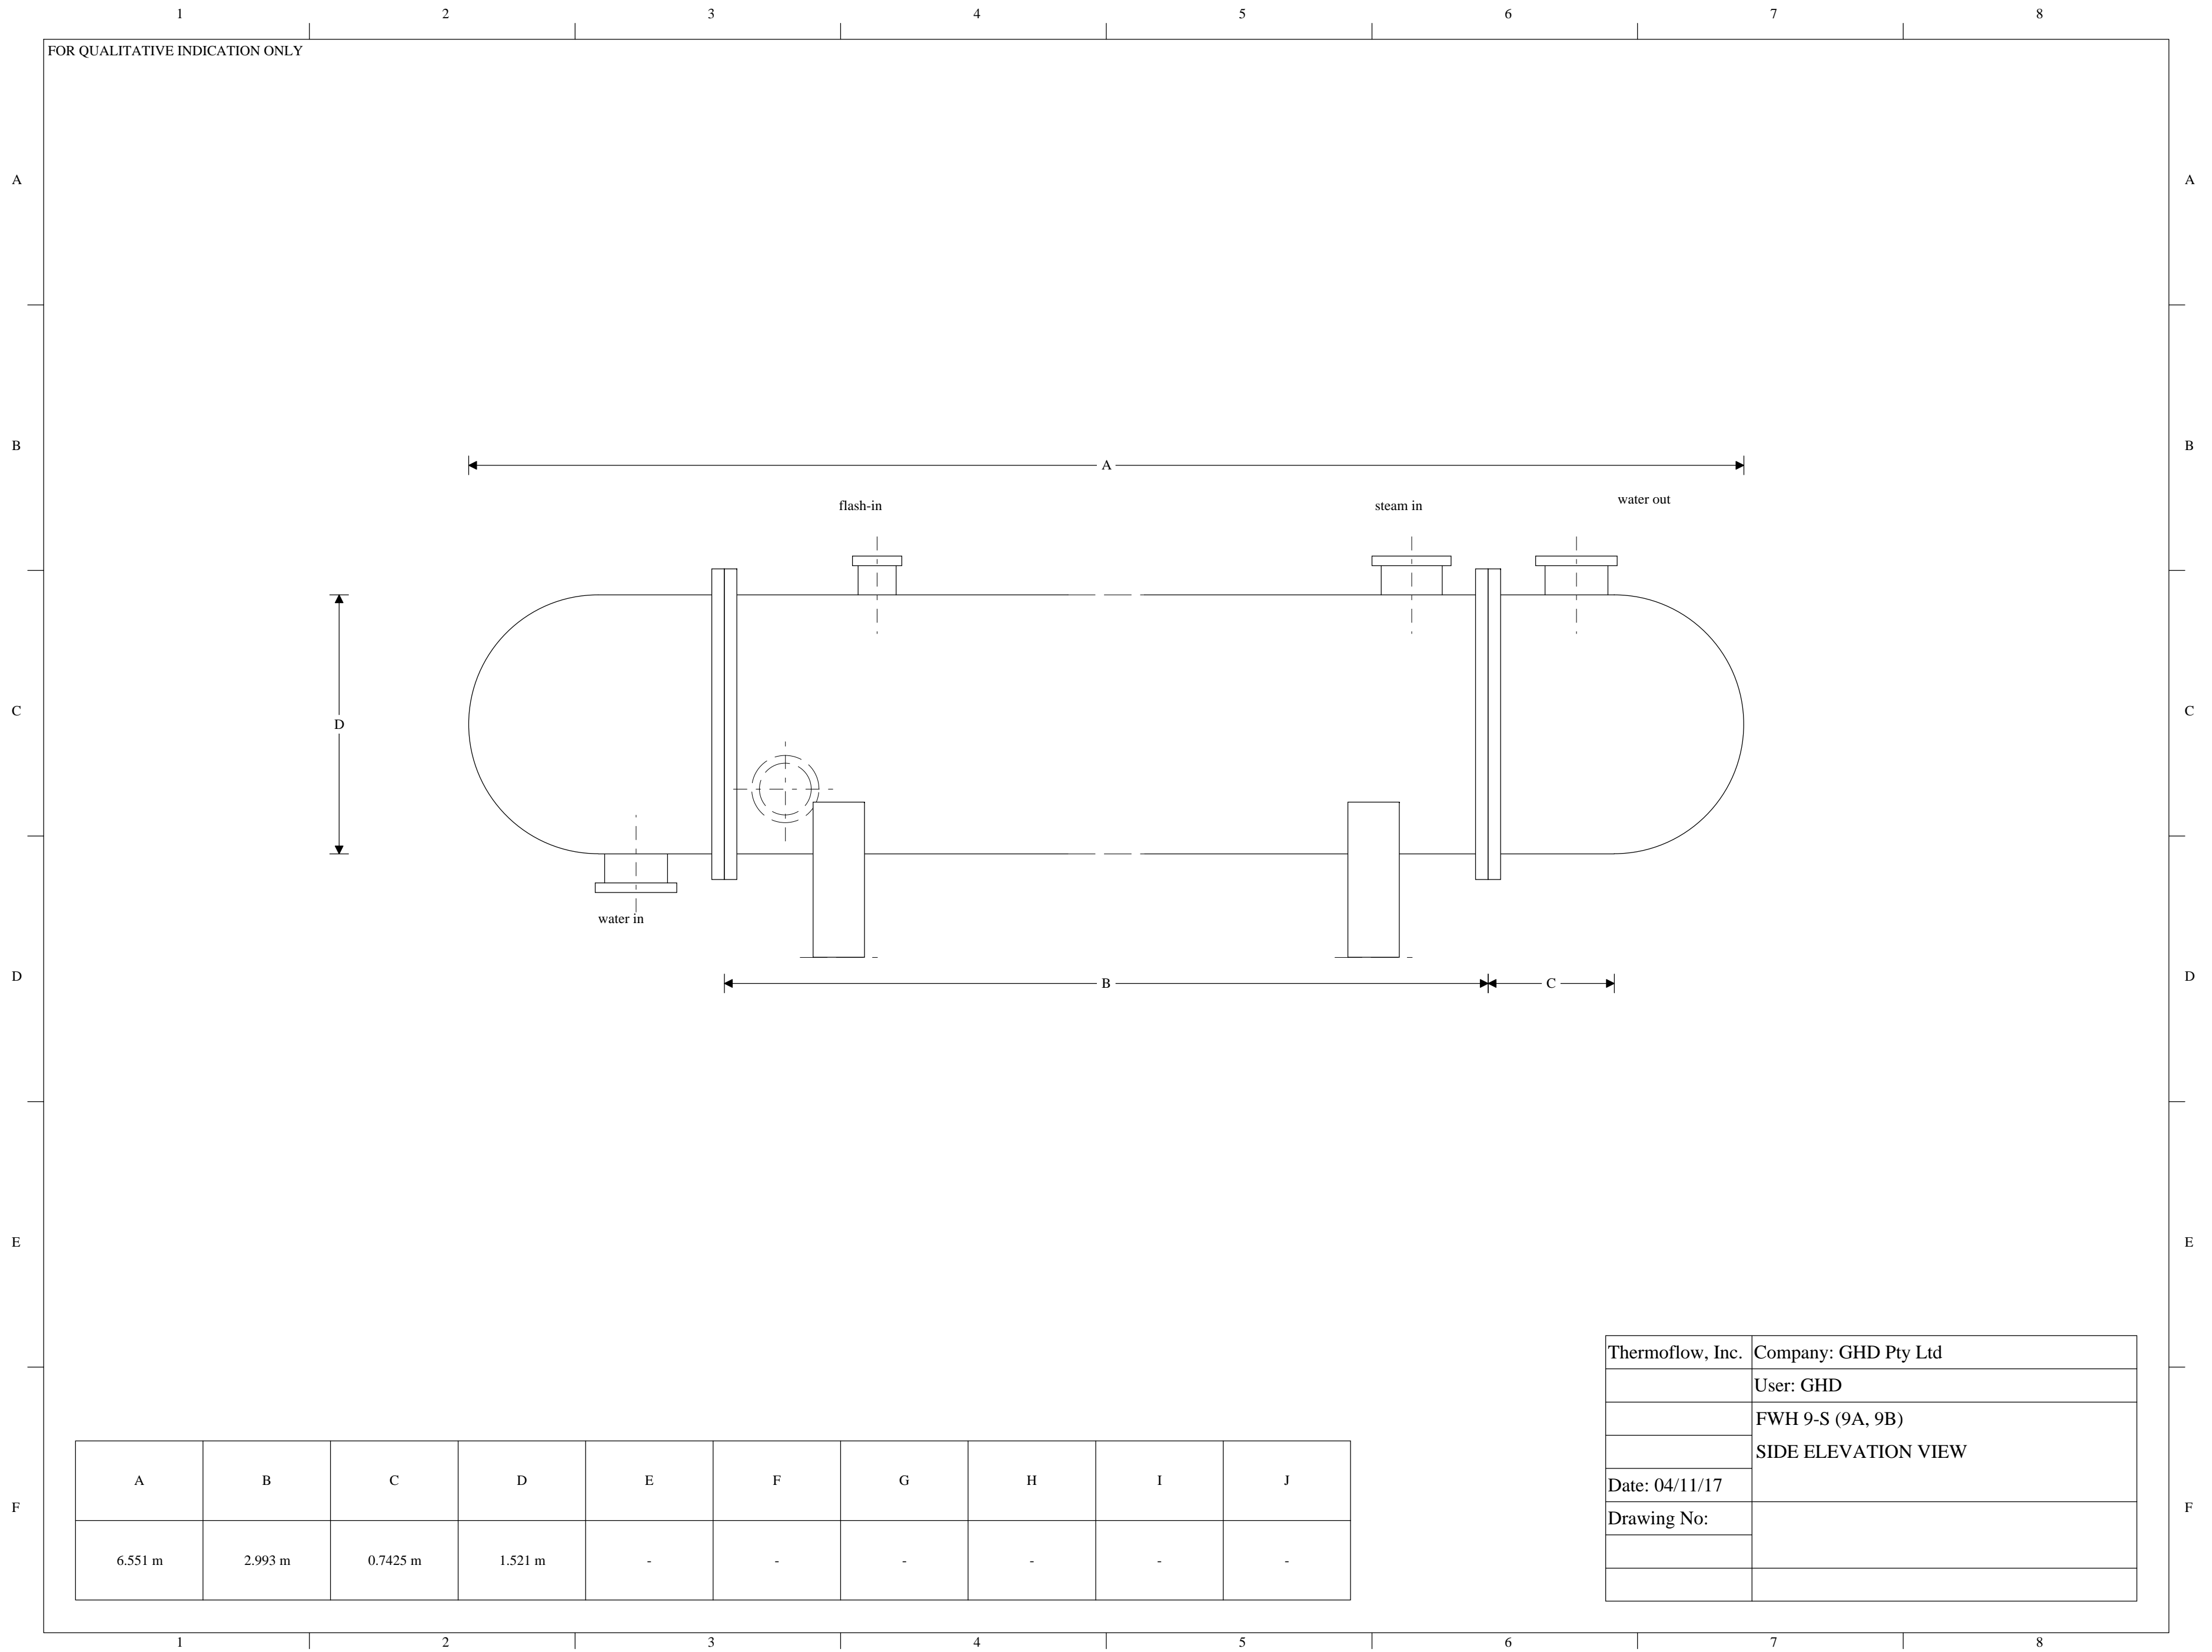 1 2 3 4 5 6 7 8
FOR QUALITATIVE INDICATION ONLY
A A
B B
A
flash-in steam in water out
C C
D
water in
D D
B C
E E
Thermoflow, Inc. Company: GHD Pty Ltd
User: GHD
FWH 9-S (9A, 9B)
SIDE ELEVATION VIEW
Date: 04/11/17
Drawing No:
A B C D E F G H I J
F F
6.551 m 2.993 m 0.7425 m 1.521 m - - - - - -
1 2 3 4 5 6 7 8